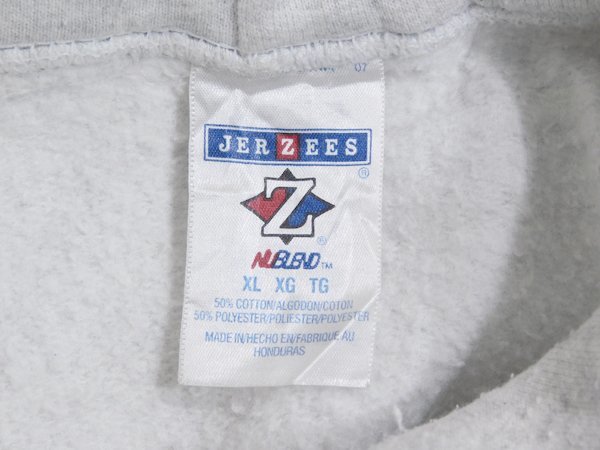 07
JERZEES
®
Z
®
NUBLEND™
XL XG TG
50% COTTON/ALGODON/COTON
50% POLYESTER/POLIESTER/POLYESTER
MADE IN/HECHO EN/FABRIQUE AU
HONDURAS